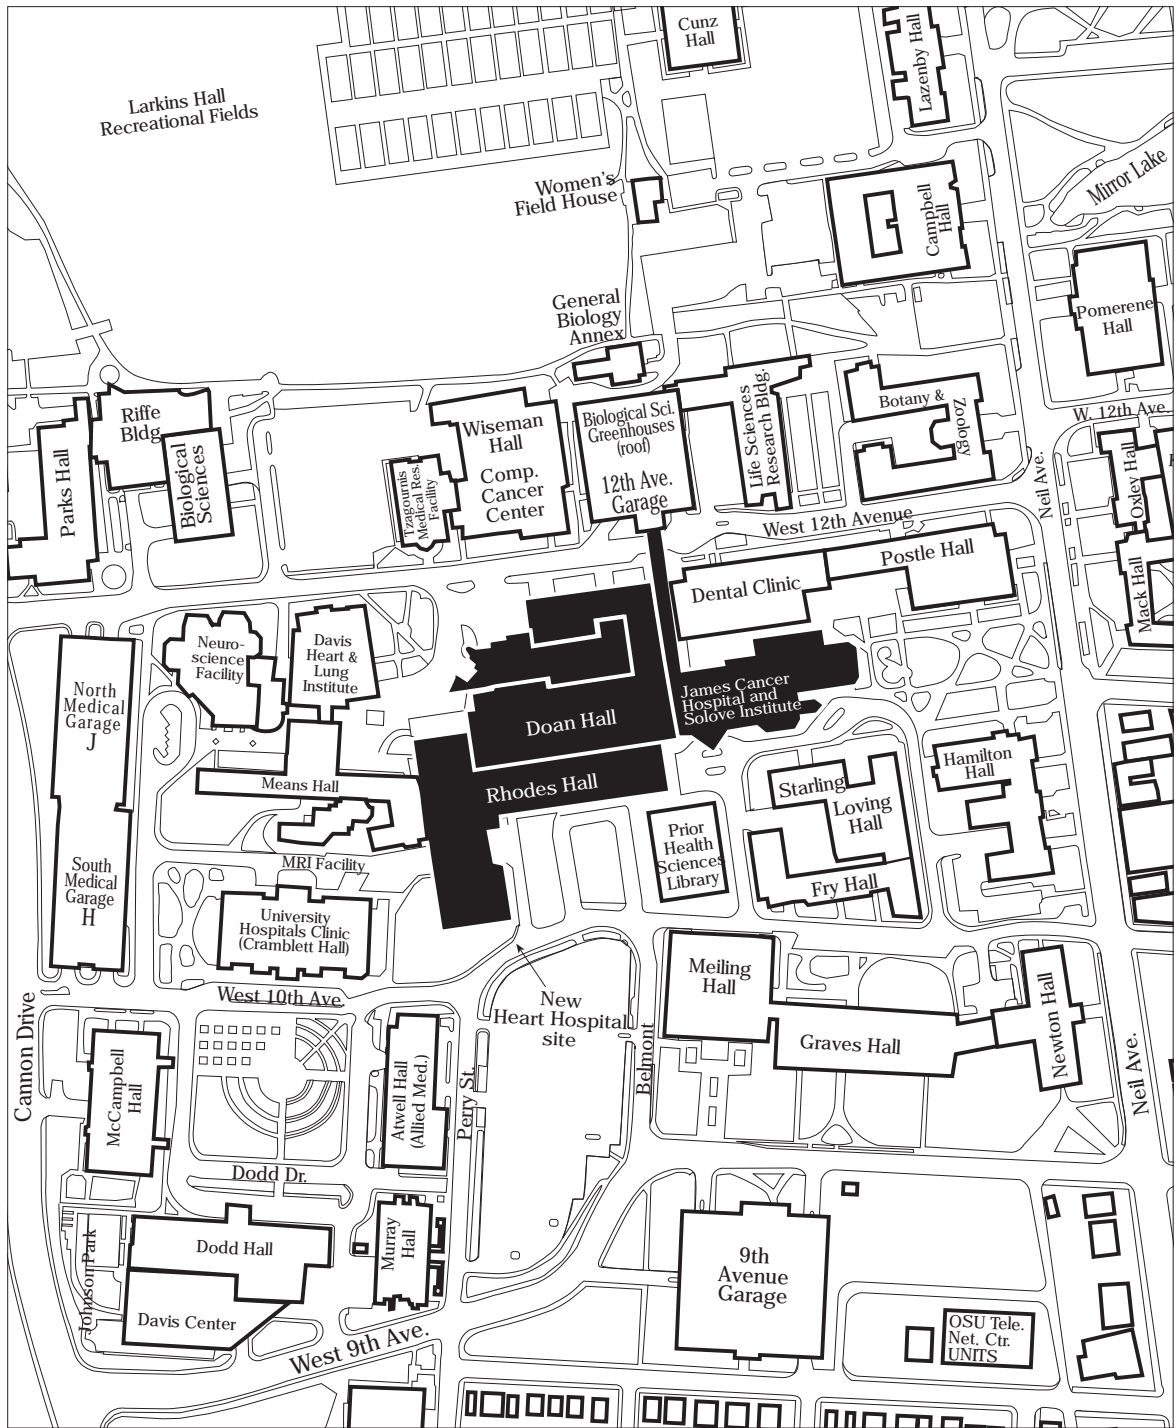 Cunz
Hall
Lazenby Hall
Larkins Hall
Recreational Fields
Mirror Lake
Women's
Field House
Campbell
Hall
General
Biology
Annex
Pomerene
Hall
Riffe
Bldg.
Parks Hall
Biological
Sciences
Wiseman
Hall
Comp.
Cancer
Center
Tzagournis
Medical Res.
Facility
Biological Sci.
Greenhouses
(roof)
12th Ave.
Garage
Life Sciences
Research Bldg.
Botany &
Zoology
W. 12th Ave.
Oxley Hall
Neil Ave.
West 12th Avenue
Mack Hall
Dental Clinic
Postle Hall
Neuro-
science
Facility
Davis
Heart &
Lung
Institute
North
Medical
Garage
J
James Cancer
Hospital and
Solove Institute
Doan Hall
Rhodes Hall
Means Hall
Hamilton
Hall
Starling
Loving
Hall
Prior
Health
Sciences
Library
Fry Hall
MRI Facility
South
Medical
Garage
H
University
Hospitals Clinic
(Cramblett Hall)
West 10th Ave.
New
Heart Hospital
site
Meiling
Hall
Graves Hall
Newton Hall
Cannon Drive
McCampbell
Hall
Atwell Hall
(Allied Med.)
Perry St.
Belmont
Neil Ave.
Dodd Dr.
Johnson Park
Dodd Hall
Davis Center
Murray
Hall
9th
Avenue
Garage
OSU Tele.
Net. Ctr.
UNITS
West 9th Ave.